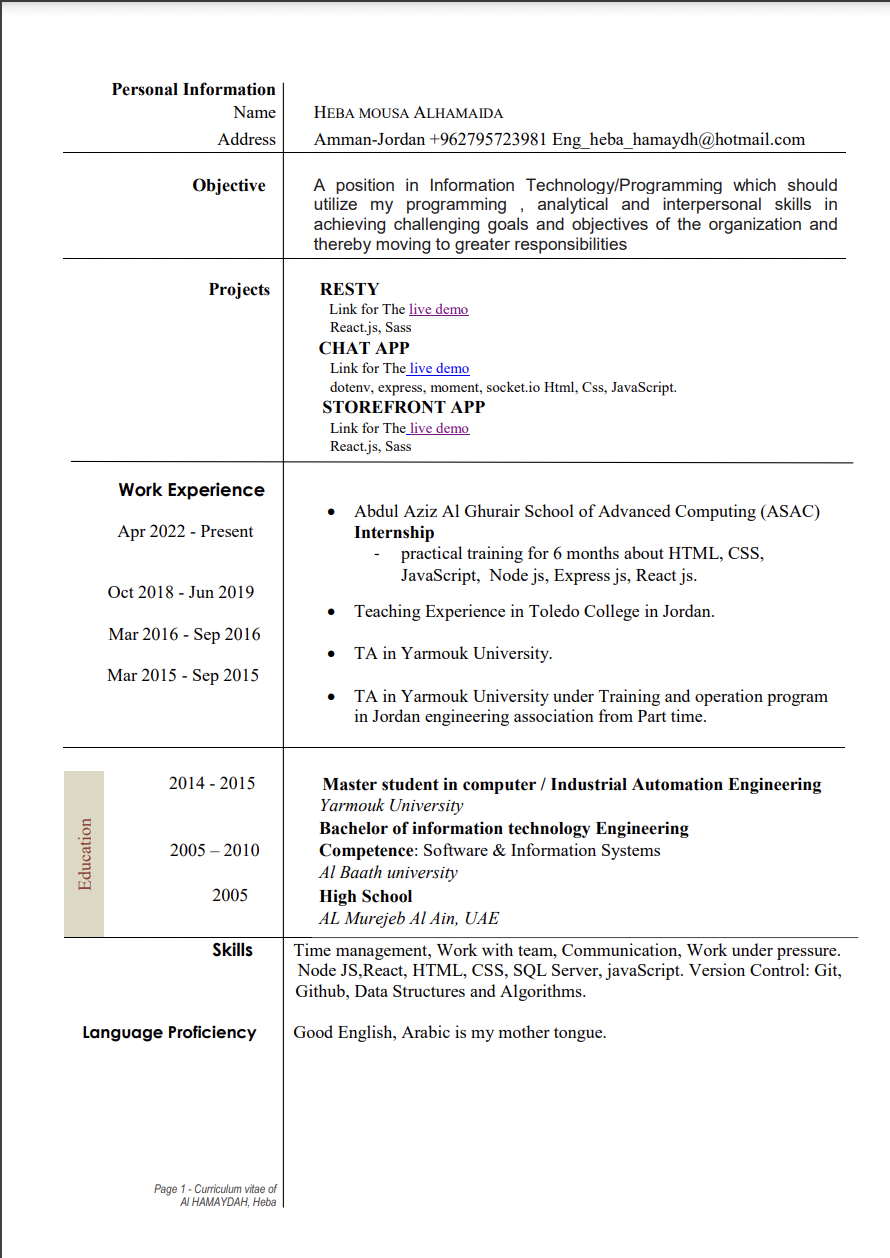 Personal Information
Name HEBA MOUSA ALHAMAIDA
Address Amman-Jordan +962795723981 Eng_heba_hamaydh@hotmail.com
Objective A position in Information Technology/Programming which should
utilize my programming , analytical and interpersonal skills in
achieving challenging goals and objectives of the organization and
thereby moving to greater responsibilities
Projects RESTY
Link for The live demo
React.js, Sass
CHAT APP
Link for The live demo
dotenv, express, moment, socket.io Html, Css, JavaScript.
STOREFRONT APP
Link for The live demo
React.js, Sass
Work Experience
Apr 2022 - Present
Oct 2018 - Jun 2019
Mar 2016 - Sep 2016
Mar 2015 - Sep 2015
• Abdul Aziz Al Ghurair School of Advanced Computing (ASAC)
Internship
- practical training for 6 months about HTML, CSS,
JavaScript, Node js, Express js, React js.
• Teaching Experience in Toledo College in Jordan.
• TA in Yarmouk University.
• TA in Yarmouk University under Training and operation program
in Jordan engineering association from Part time.
Education
2014 - 2015 Master student in computer / Industrial Automation Engineering
Yarmouk University
Bachelor of information technology Engineering
2005 – 2010 Competence: Software & Information Systems
Al Baath university
2005 High School
AL Murejeb Al Ain, UAE
Skills Time management, Work with team, Communication, Work under pressure.
Node JS,React, HTML, CSS, SQL Server, javaScript. Version Control: Git,
Github, Data Structures and Algorithms.
Language Proficiency Good English, Arabic is my mother tongue.
Page 1 - Curriculum vitae of
Al HAMAYDAH, Heba